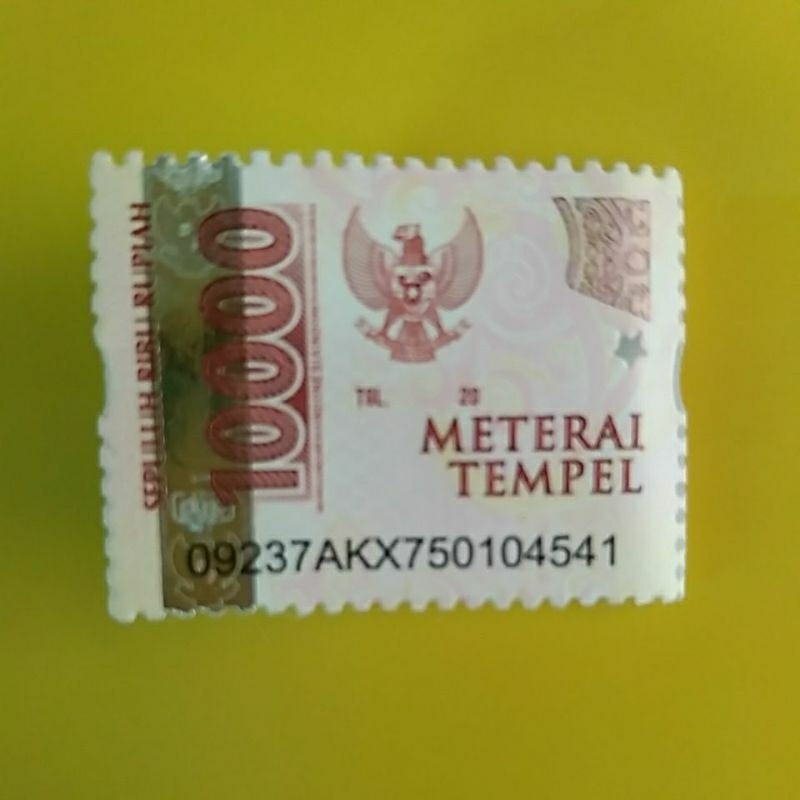 SEPULUH RIBU RUPIAH
10000
TGL. 20
METERAI
TEMPEL
09237AKX750104541